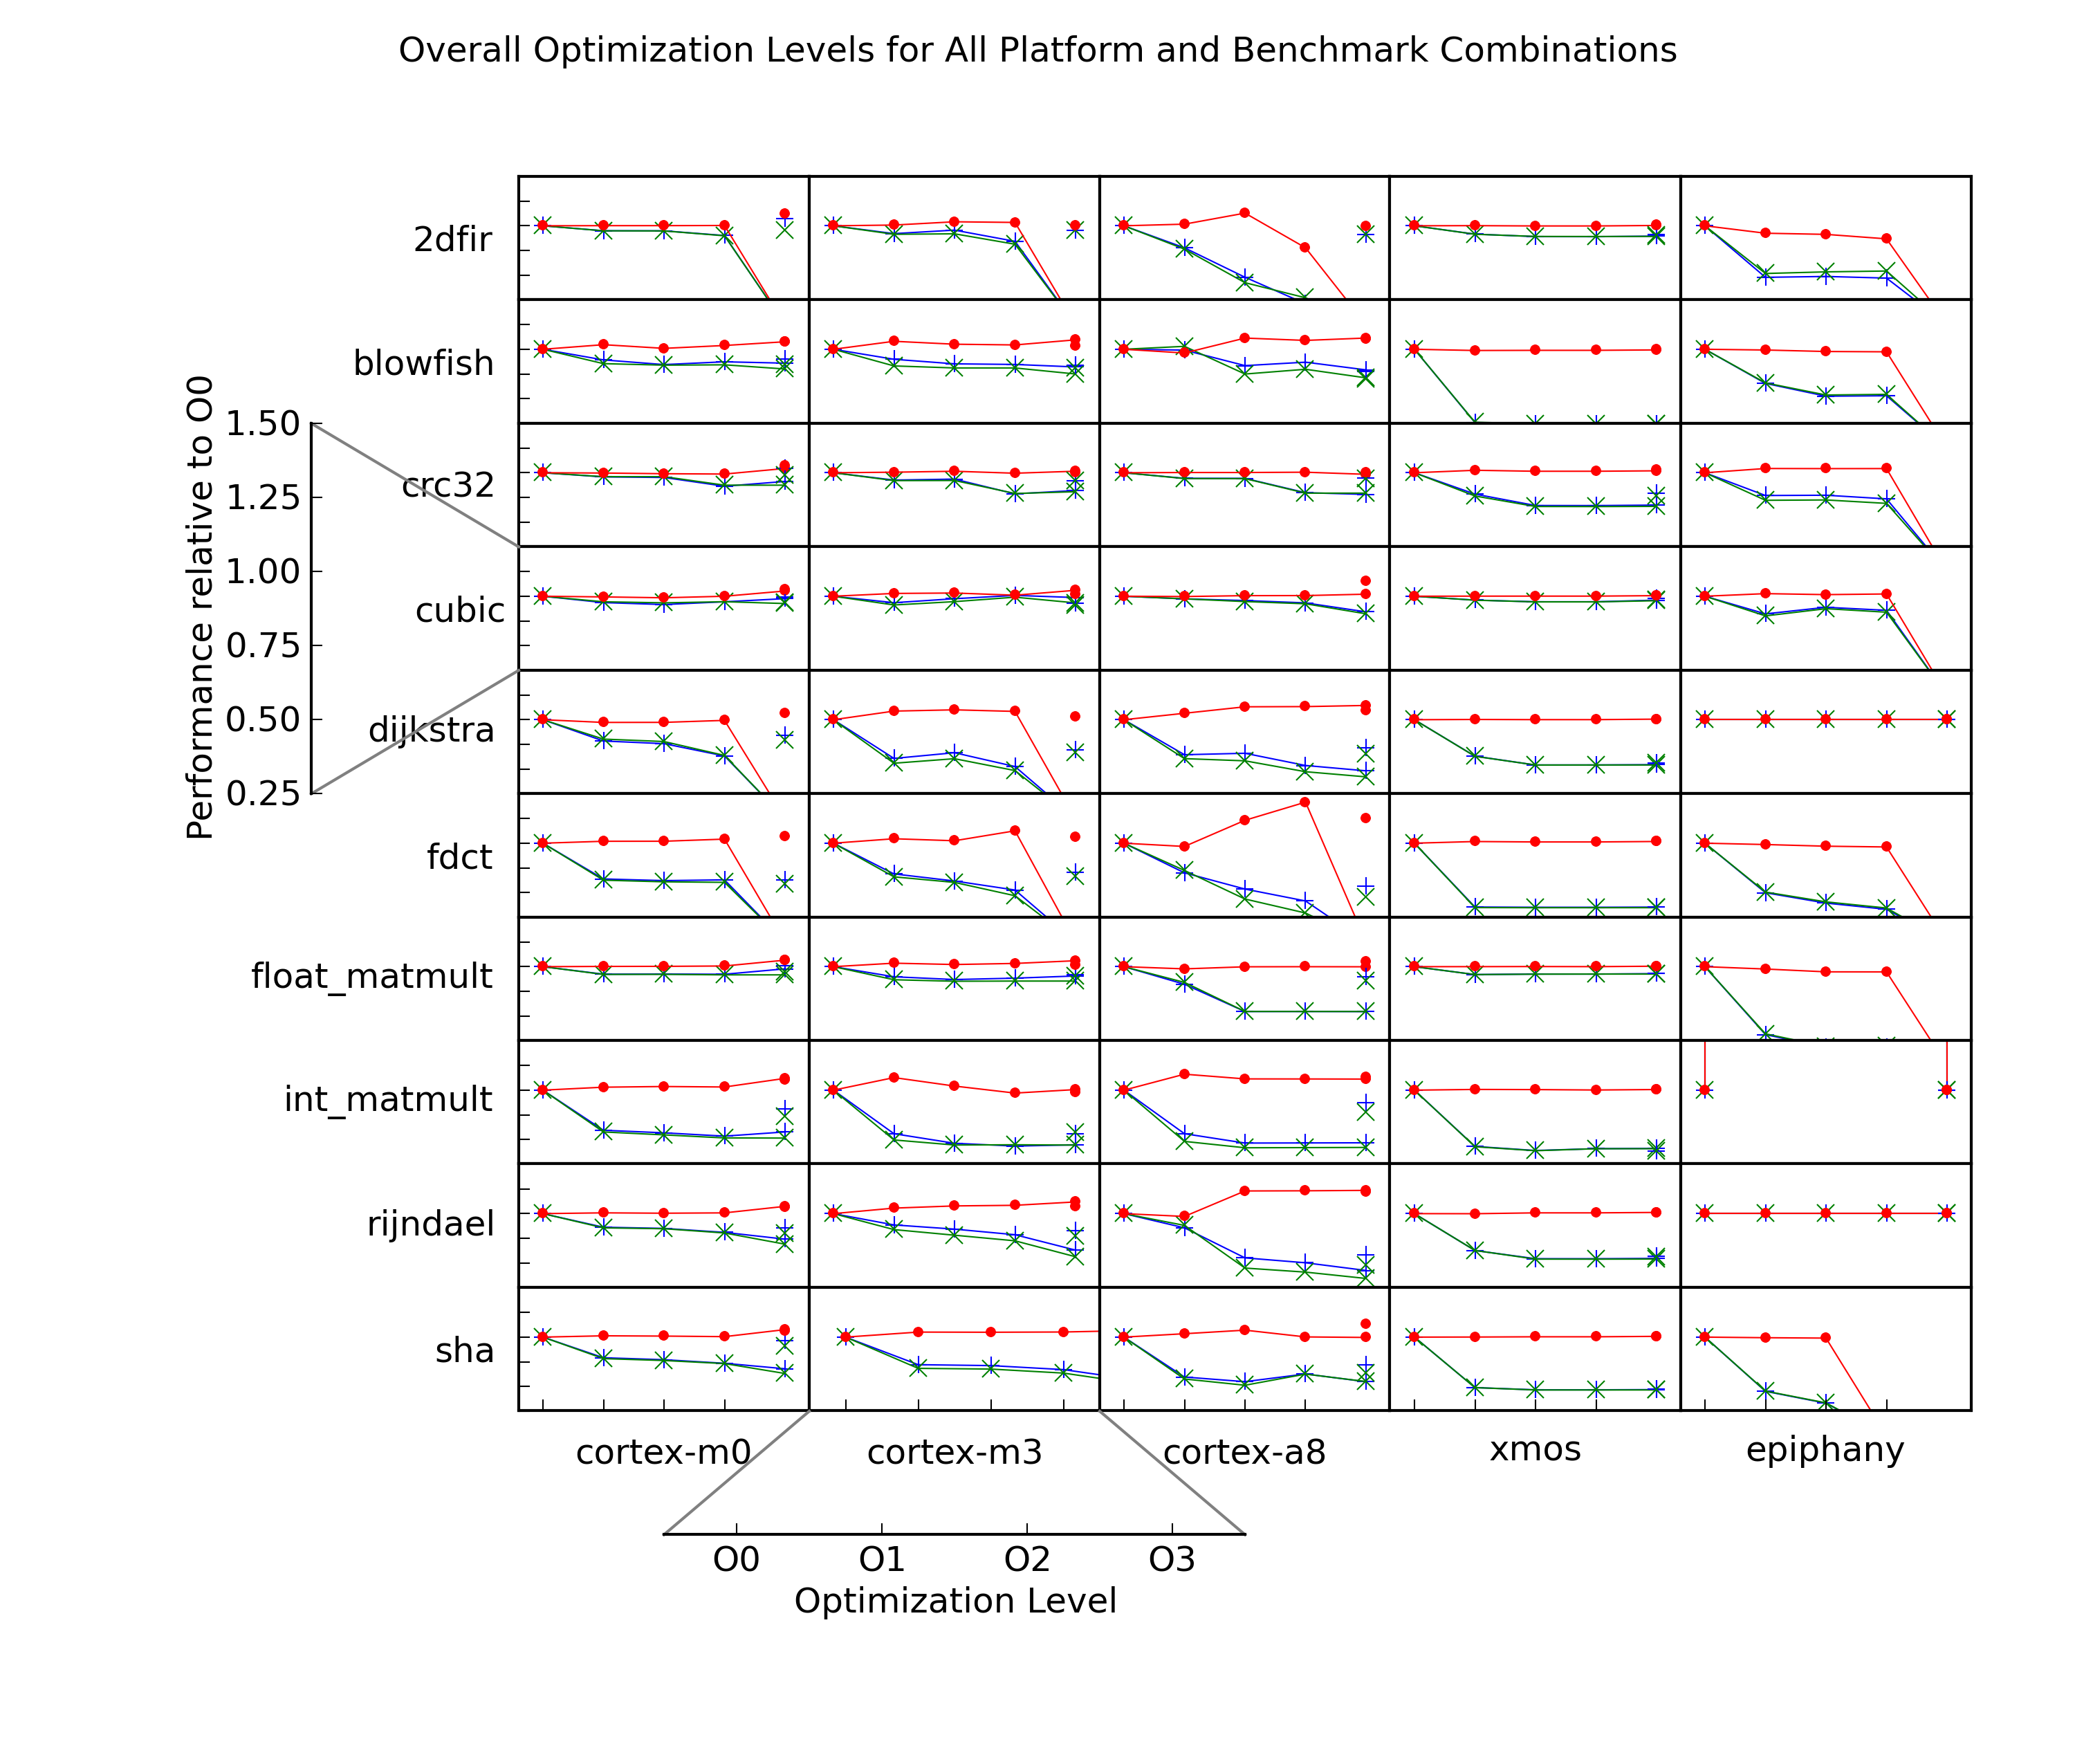 Overall Optimization Levels for All Platform and Benchmark Combinations
2dfir
blowfish
crc32
cubic
dijkstra
fdct
float_matmult
int_matmult
rijndael
sha
Performance relative to O0
1.50
1.25
1.00
0.75
0.50
0.25
cortex-m0
cortex-m3
cortex-a8
xmos
epiphany
O0
O1
O2
O3
Optimization Level